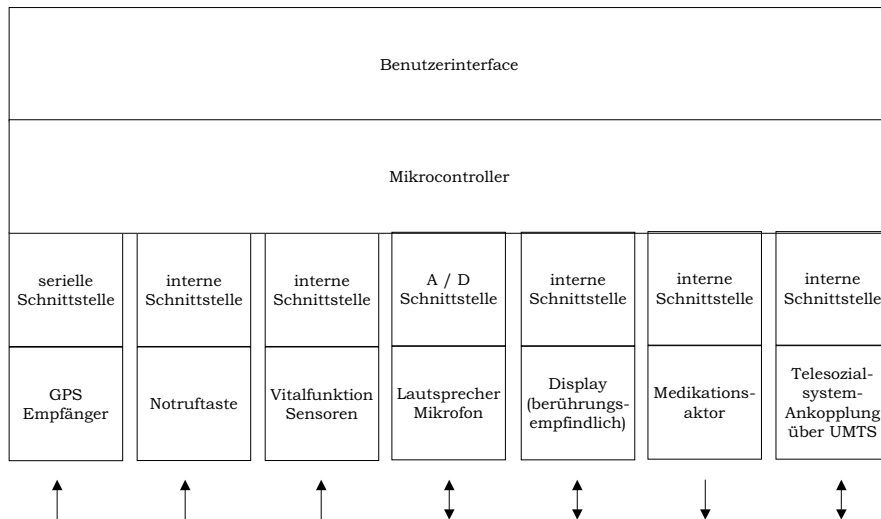 Benutzerinterface
Mikrocontroller
serielle
Schnittstelle
interne
Schnittstelle
interne
Schnittstelle
A / D
Schnittstelle
interne
Schnittstelle
interne
Schnittstelle
interne
Schnittstelle
GPS
Empfänger
Notruftaste
Vitalfunktion
Sensoren
Lautsprecher
Mikrofon
Display
(berührungs-
empfindlich)
Medikations-
aktor
Telesozial-
system-
Ankopplung
über UMTS